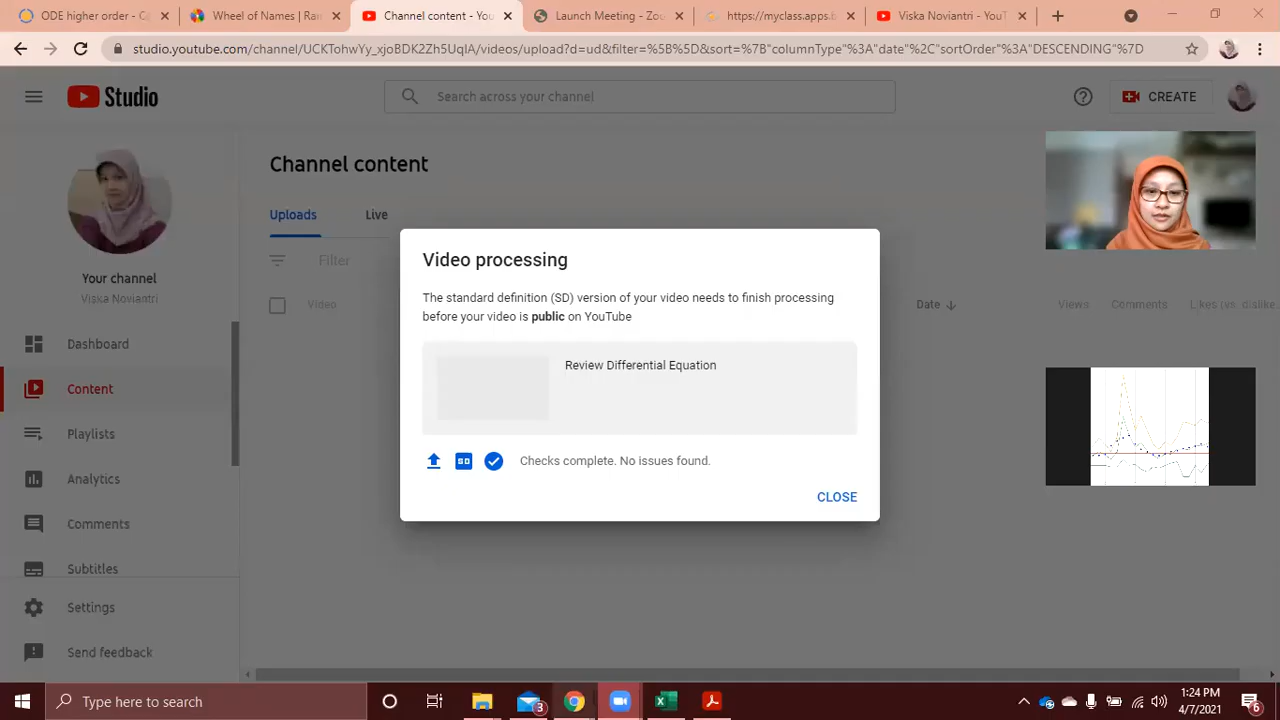 ODE higher order - G
Wheel of Names | Ran
Channel content - You
Launch Meeting - Zoo
https://myclass.apps.b
Viska Noviantri - YouT
studio.youtube.com/channel/UCKTohwYy_xjoBDK2Zh5UqIA/videos/upload?d=ud&filter=%5B%5D&sort=%7B"columnType"%3A"date"%2C"sortOrder"%3A"DESCENDING"%7D
Studio
Search across your channel
CREATE
Your channel
Viska Noviantri
Dashboard
Content
Playlists
Analytics
Comments
Subtitles
Settings
Send feedback
Channel content
Uploads
Live
Filter
Video
Date
Views
Comments
Likes (vs. dislike
Video processing
The standard definition (SD) version of your video needs to finish processing
before your video is public on YouTube
Review Differential Equation
SD
Checks complete. No issues found.
CLOSE
Type here to search
3
1:24 PM
4/7/2021
6